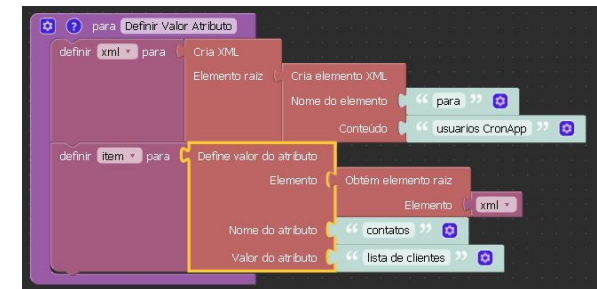 ? para Definir Valor Atributo
definir xml para Cria XML
Elemento raiz Cria elemento XML
Nome do elemento “ para ”
Conteúdo “ usuarios CronApp ”
definir item para Define valor do atributo
Elemento Obtém elemento raiz
Elemento xml
Nome do atributo “ contatos ”
Valor do atributo “ lista de clientes ”